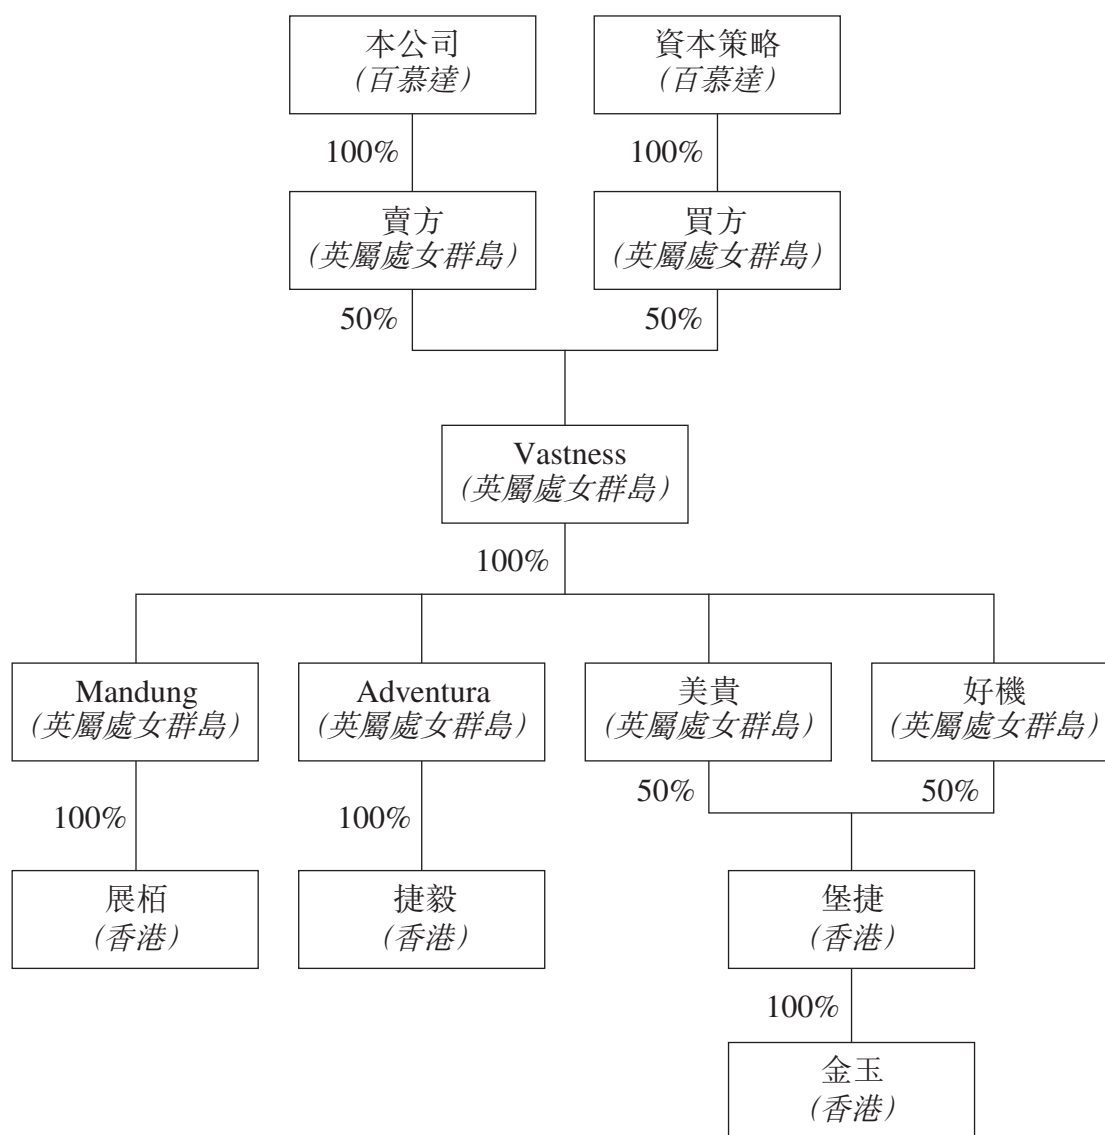 本公司
(百慕達)
資本策略
(百慕達)
100%
100%
賣方
(英屬處女群島)
買方
(英屬處女群島)
50%
50%
Vastness
(英屬處女群島)
100%
Mandung
(英屬處女群島)
Adventura
(英屬處女群島)
美貴
(英屬處女群島)
好機
(英屬處女群島)
50%
50%
100%
100%
展栢
(香港)
捷毅
(香港)
堡捷
(香港)
100%
金玉
(香港)